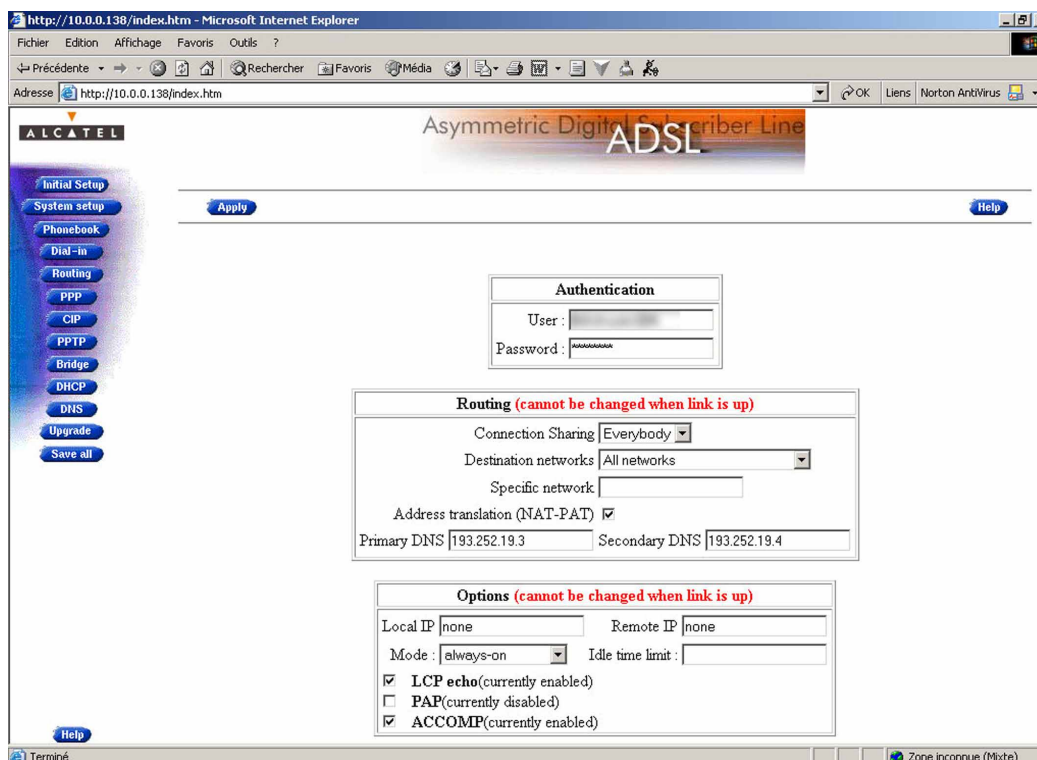 http://10.0.0.138/index.htm - Microsoft Internet Explorer
Fichier Edition Affichage Favoris Outils ?
Précédente Rechercher Favoris Média
Adresse http://10.0.0.138/index.htm OK Liens Norton AntiVirus
ALCATEL
Asymmetric Digital Subscriber Line
ADSL
Initial Setup
System setup
Phonebook
Dial-in
Routing
PPP
CIP
PPTP
Bridge
DHCP
DNS
Upgrade
Save all
Help
Apply Help
Authentication
User :
Password : ********
Routing (cannot be changed when link is up)
Connection Sharing Everybody
Destination networks All networks
Specific network
Address translation (NAT-PAT)
Primary DNS 193.252.19.3 Secondary DNS 193.252.19.4
Options (cannot be changed when link is up)
Local IP none Remote IP none
Mode : always-on Idle time limit :
LCP echo(currently enabled)
PAP(currently disabled)
ACCOMP(currently enabled)
Terminé Zone inconnue (Mixte)